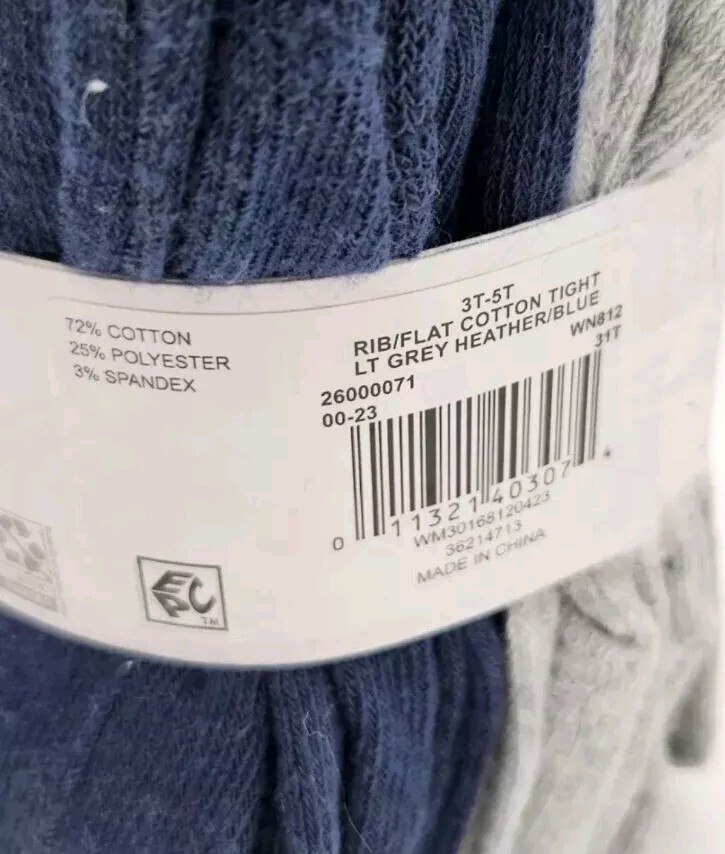 72% COTTON
25% POLYESTER
3% SPANDEX
3T-5T
RIB/FLAT COTTON TIGHT
LT GREY HEATHER/BLUE
WN812
31T
26000071
00-23
0 11321 40307 4
WM30168120423
36214713
MADE IN CHINA
EPC
TM